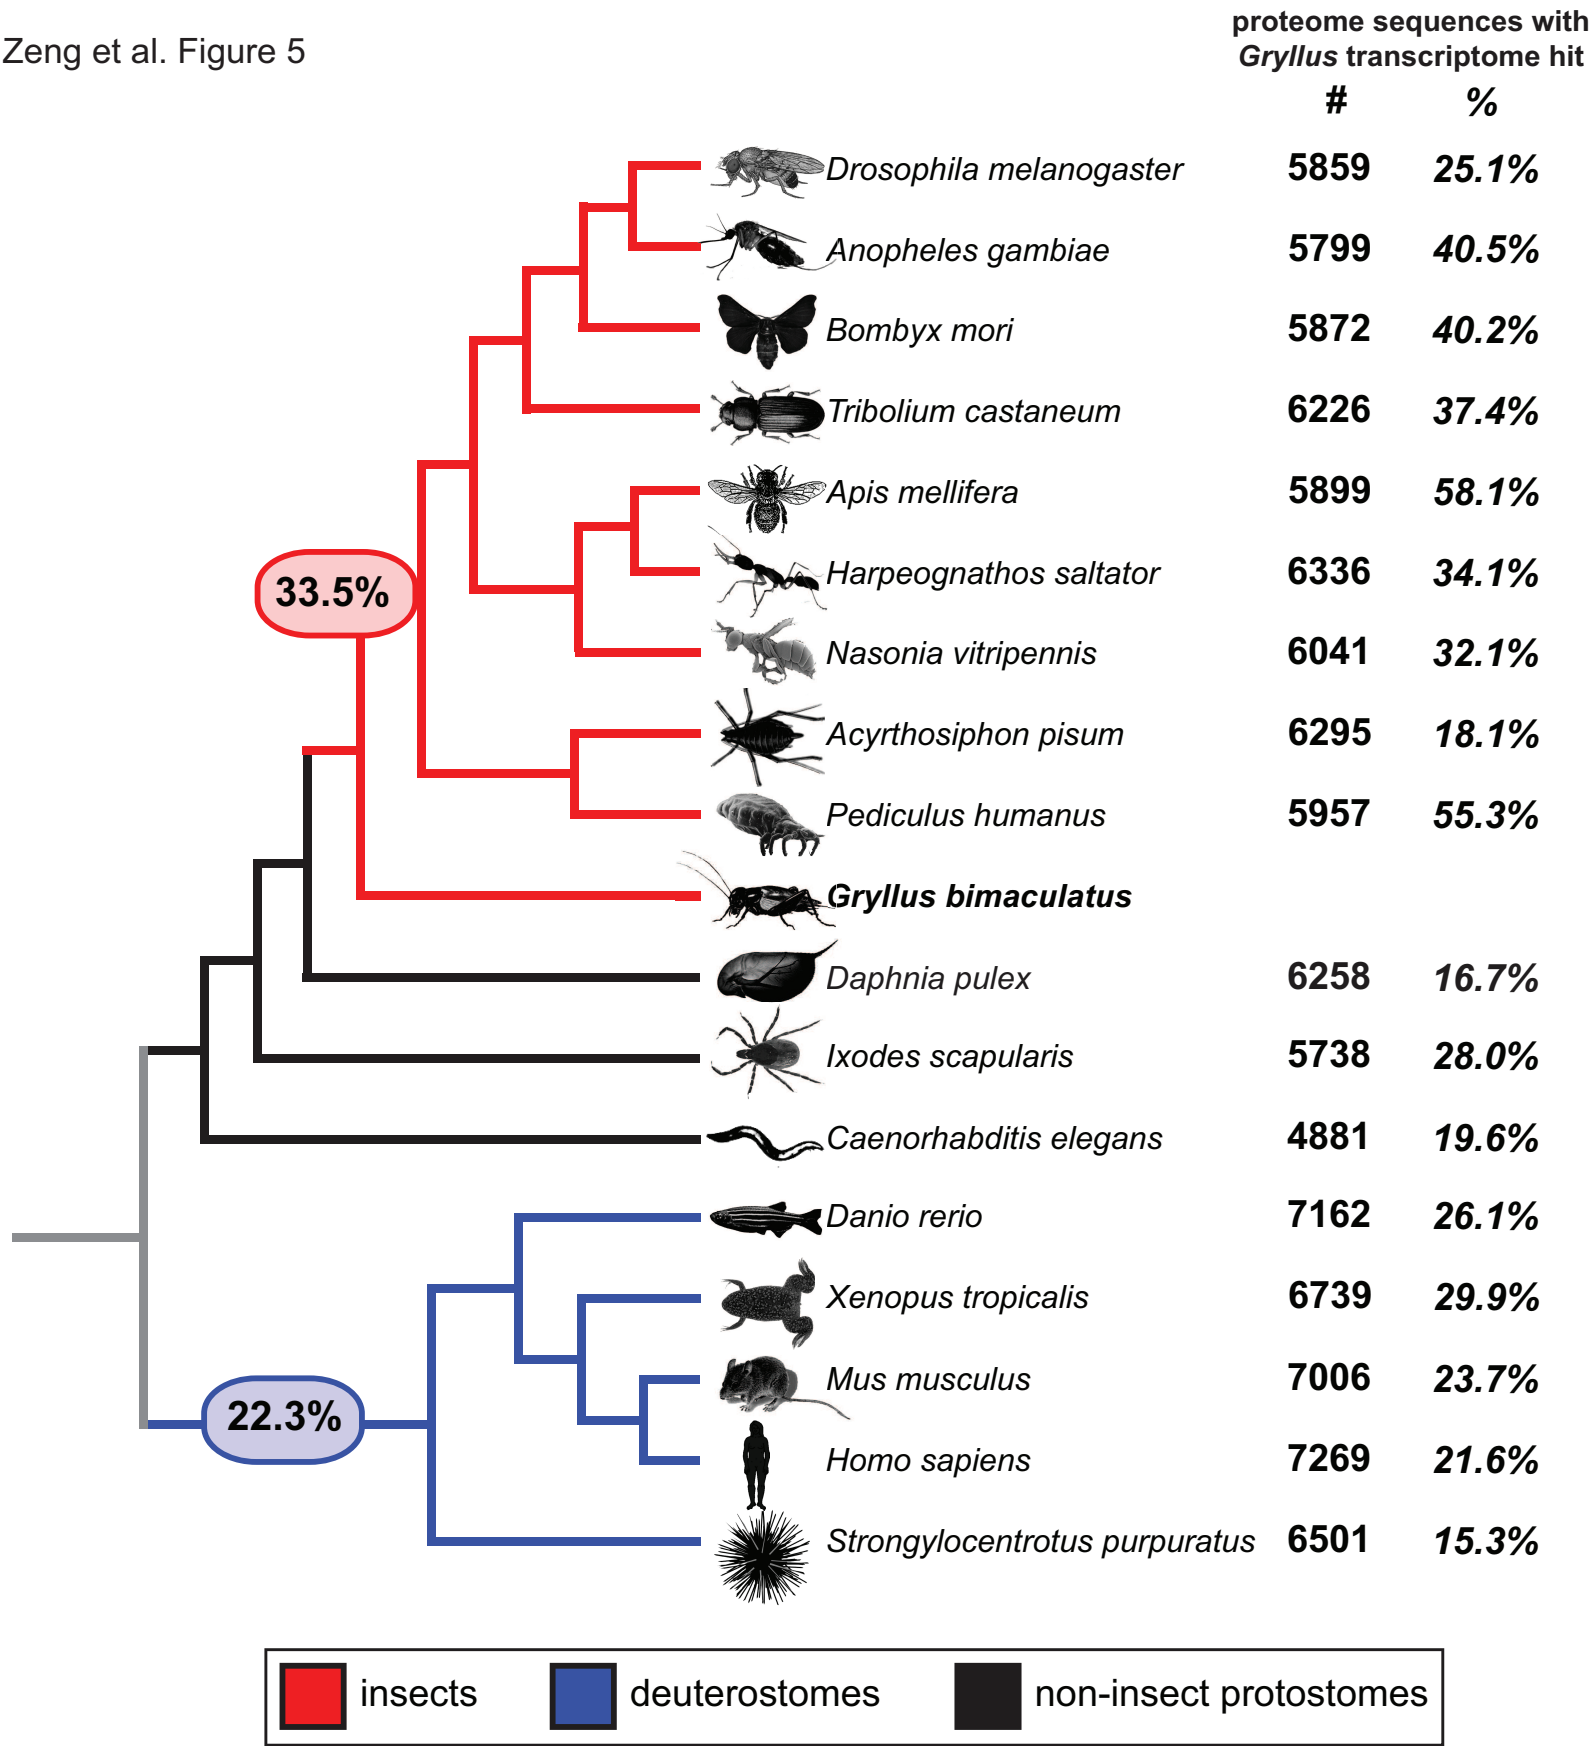 Zeng et al. Figure 5
proteome sequences with
Gryllus transcriptome hit
# %
Drosophila melanogaster 5859 25.1%
Anopheles gambiae 5799 40.5%
Bombyx mori 5872 40.2%
Tribolium castaneum 6226 37.4%
Apis mellifera 5899 58.1%
Harpeognathos saltator 6336 34.1%
33.5%
Nasonia vitripennis 6041 32.1%
Acyrthosiphon pisum 6295 18.1%
Pediculus humanus 5957 55.3%
Gryllus bimaculatus
Daphnia pulex 6258 16.7%
Ixodes scapularis 5738 28.0%
Caenorhabditis elegans 4881 19.6%
Danio rerio 7162 26.1%
Xenopus tropicalis 6739 29.9%
Mus musculus 7006 23.7%
22.3%
Homo sapiens 7269 21.6%
Strongylocentrotus purpuratus 6501 15.3%
insects deuterostomes non-insect protostomes